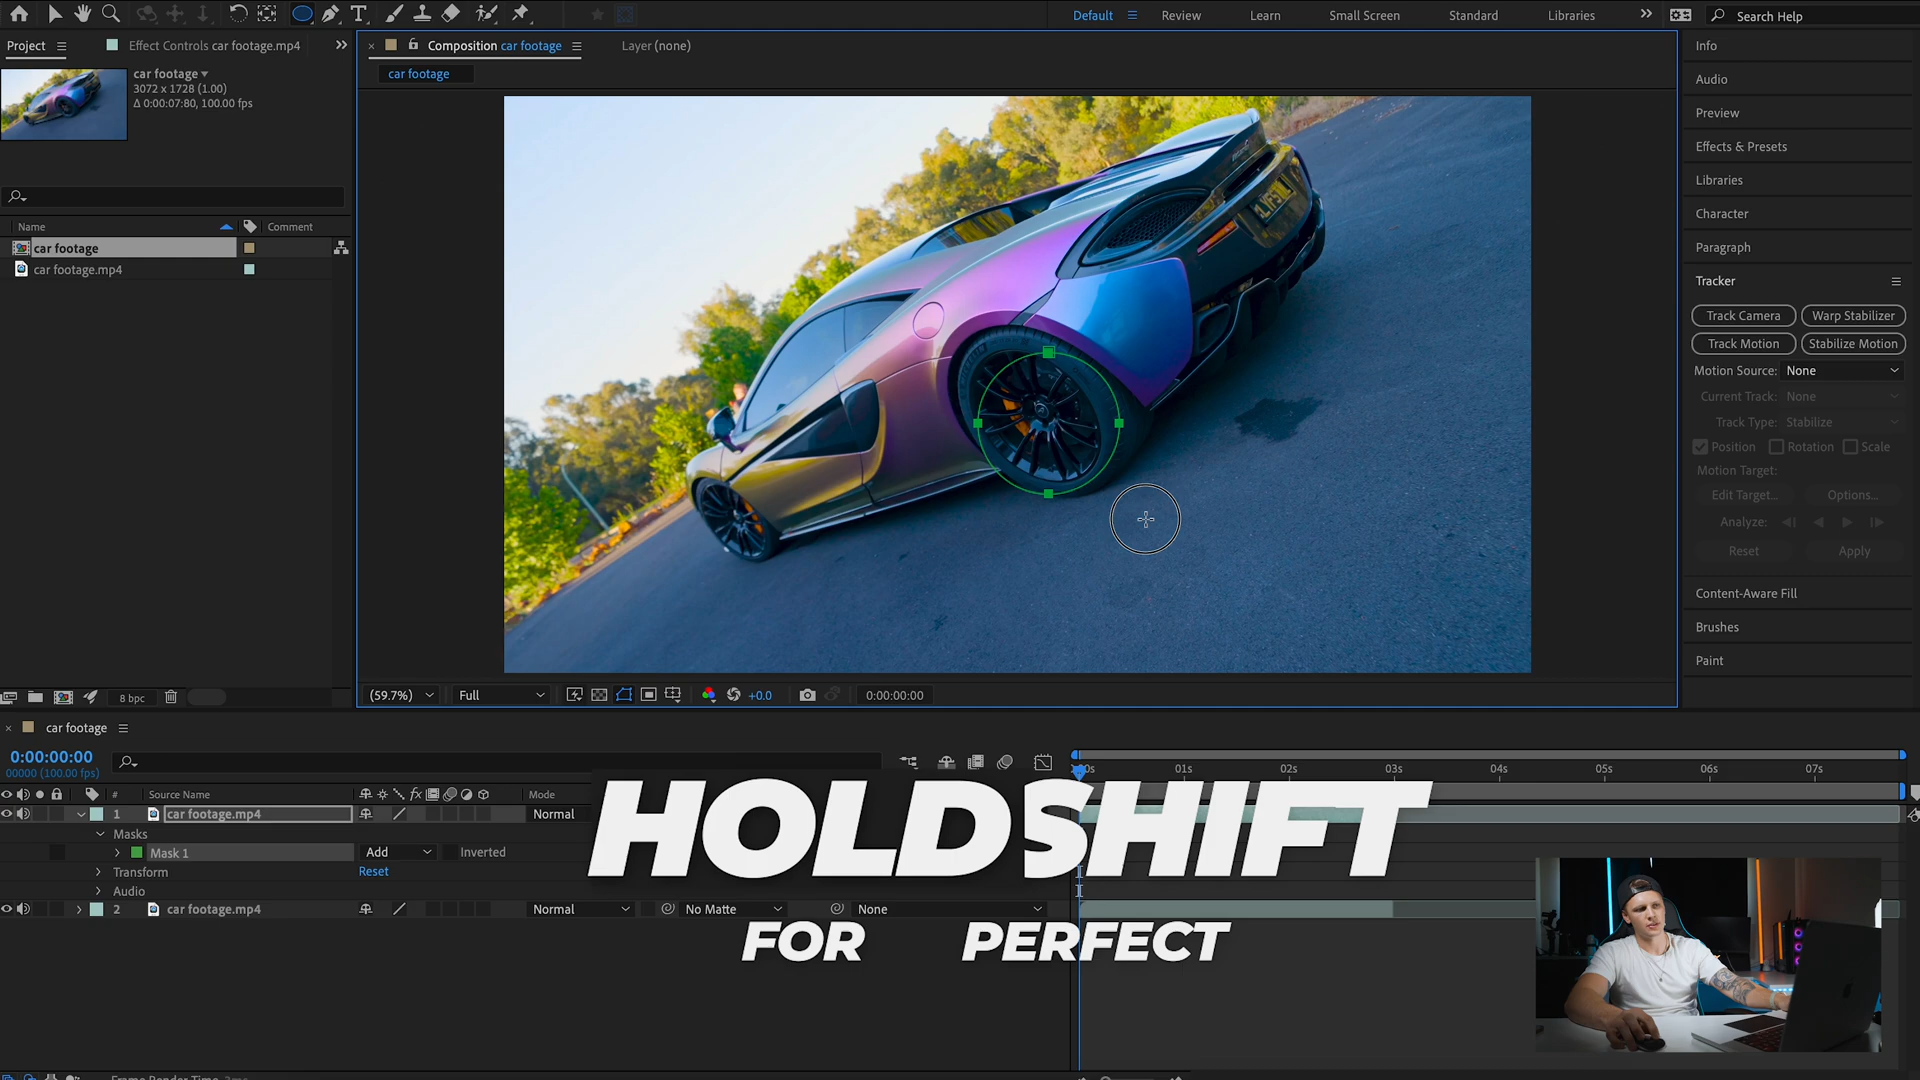 Default
Review
Learn
Small Screen
Standard
Libraries
Search Help
Project
Effect Controls car footage.mp4
Composition car footage
Layer (none)
Info
car footage
3072 x 1728 (1.00)
Δ 0:00:07:80, 100.00 fps
car footage
Audio
Preview
Effects & Presets
Libraries
Character
Paragraph
Name
Comment
car footage
car footage.mp4
Tracker
Track Camera
Warp Stabilizer
Track Motion
Stabilize Motion
Motion Source: None
Current Track: None
Track Type: Stabilize
Position
Rotation
Scale
Motion Target:
Edit Target...
Options...
Analyze:
Reset
Apply
Content-Aware Fill
Brushes
Paint
8 bpc
(59.7%)
Full
+0.0
0:00:00:00
car footage
0:00:00:00
00000 (100.00 fps)
01s
02s
03s
04s
05s
06s
07s
#
Source Name
fx
Mode
1
car footage.mp4
Normal
Masks
Mask 1
Add
Inverted
Transform
Reset
Audio
2
car footage.mp4
Normal
No Matte
None
HOLD SHIFT
FOR PERFECT